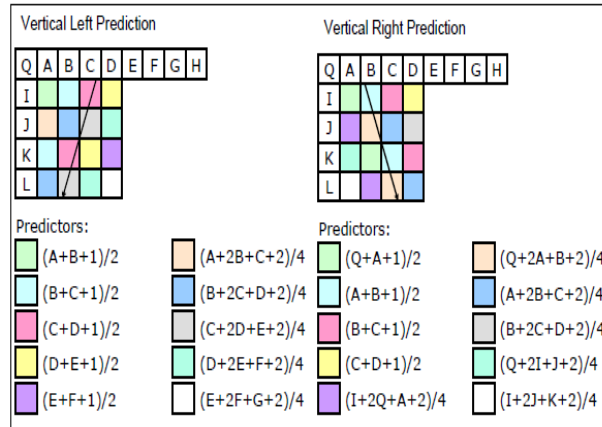 Vertical Left Prediction
Vertical Right Prediction
Q A B C D E F G H
I
J
K
L
Q A B C D E F G H
I
J
K
L
Predictors:
(A+B+1)/2
(B+C+1)/2
(C+D+1)/2
(D+E+1)/2
(E+F+1)/2
(A+2B+C+2)/4
(B+2C+D+2)/4
(C+2D+E+2)/4
(D+2E+F+2)/4
(E+2F+G+2)/4
Predictors:
(Q+A+1)/2
(A+B+1)/2
(B+C+1)/2
(C+D+1)/2
(I+2Q+A+2)/4
(Q+2A+B+2)/4
(A+2B+C+2)/4
(B+2C+D+2)/4
(Q+2I+J+2)/4
(I+2J+K+2)/4